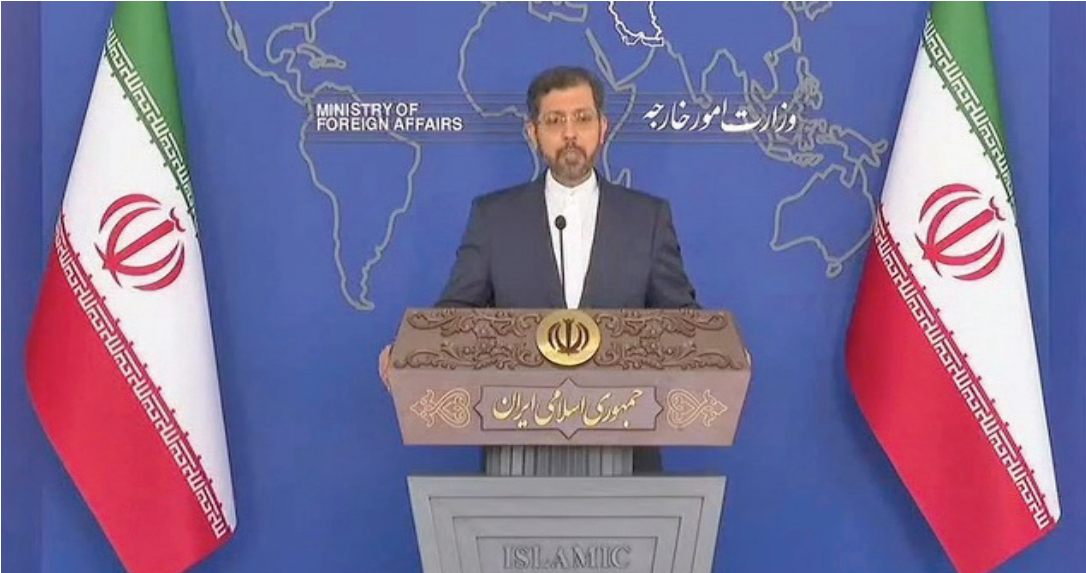 MINISTRY OF
FOREIGN AFFAIRS
وزارت امور خارجه
جمهوری اسلامی ایران
ISLAMIC